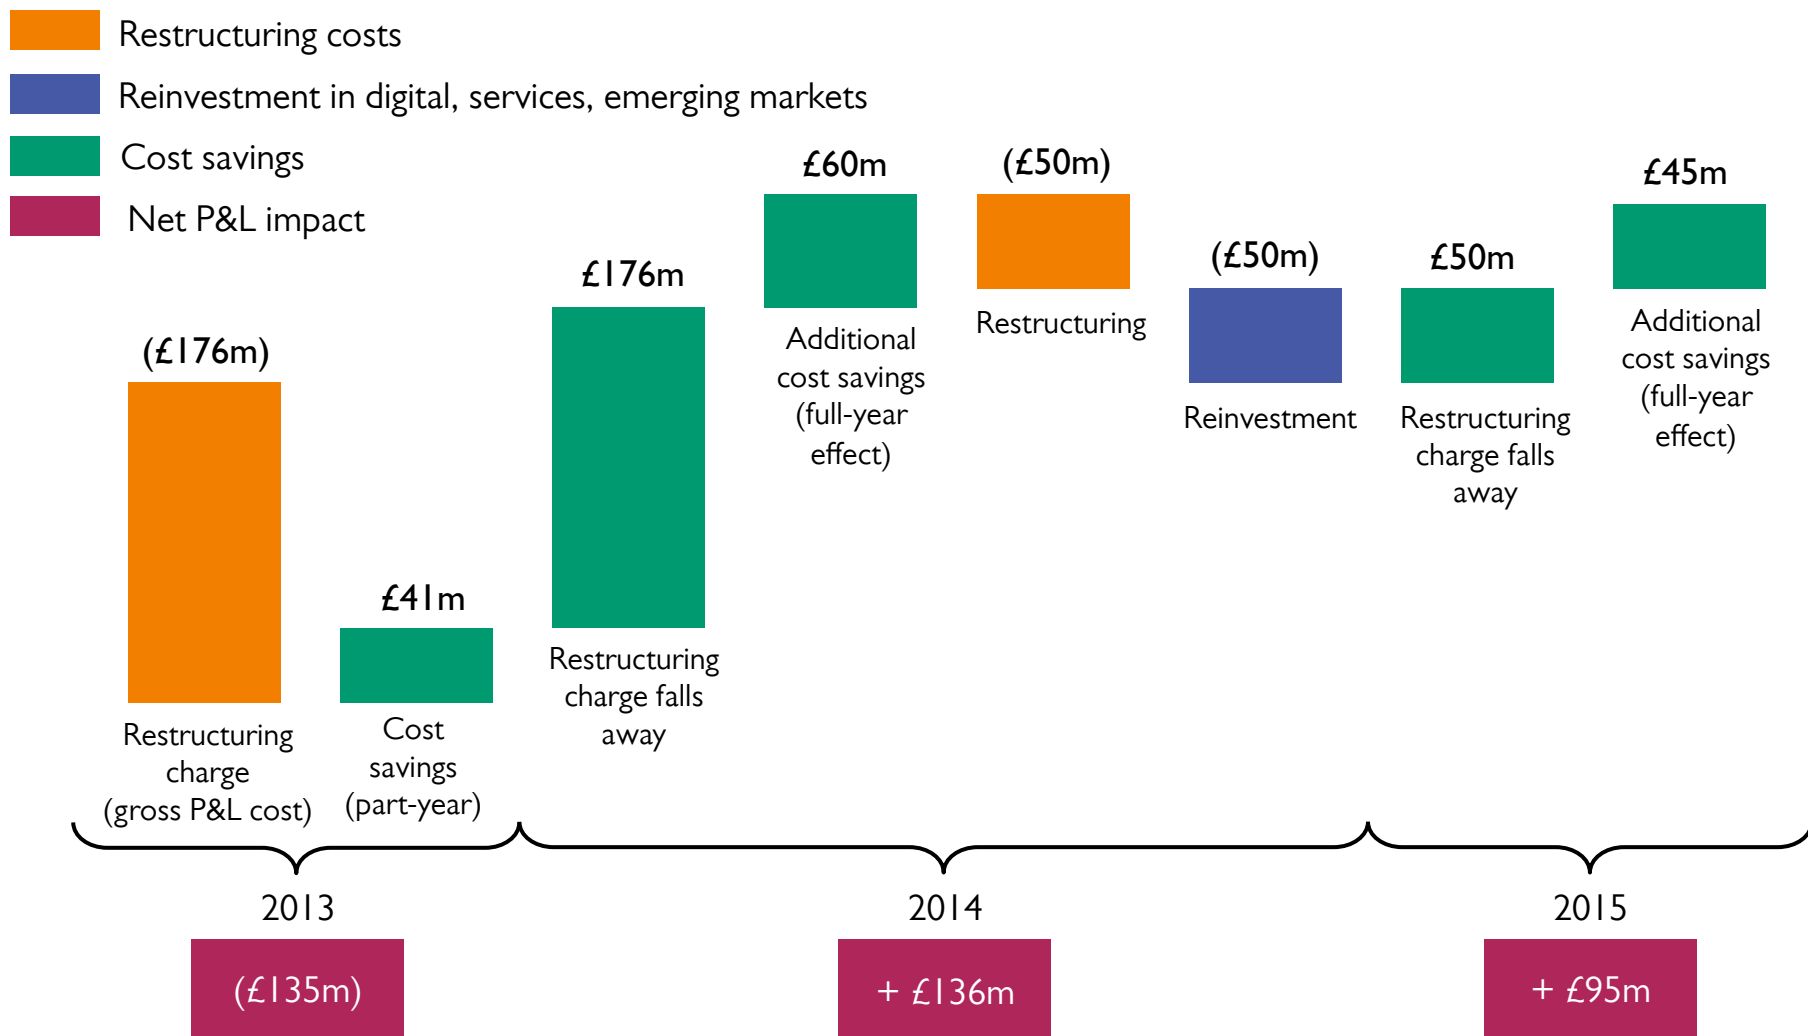 Restructuring costs
Reinvestment in digital, services, emerging markets
Cost savings
Net P&L impact
(£176m)
Restructuring
charge
(gross P&L cost)
£41m
Cost
savings
(part-year)
£176m
Restructuring
charge falls
away
£60m
Additional
cost savings
(full-year
effect)
(£50m)
Restructuring
(£50m)
Reinvestment
£50m
Restructuring
charge falls
away
£45m
Additional
cost savings
(full-year
effect)
2013
2014
2015
(£135m)
+ £136m
+ £95m